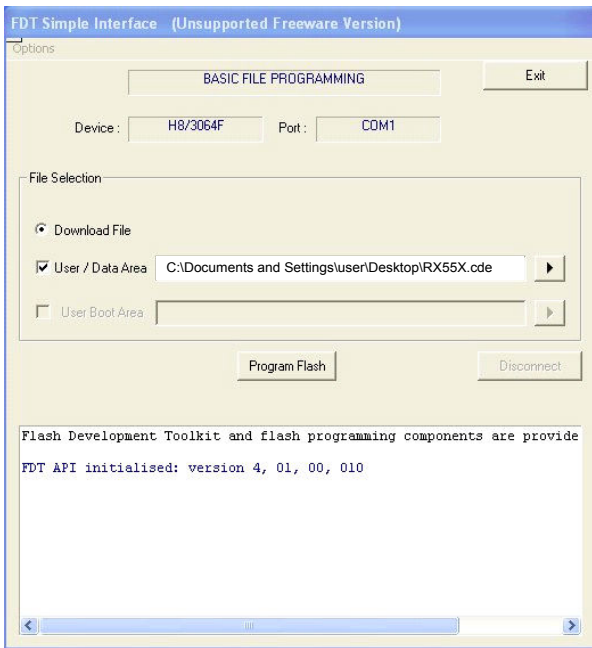 FDT Simple Interface (Unsupported Freeware Version)
Options
BASIC FILE PROGRAMMING
Exit
Device : H8/3064F Port : COM1
File Selection
Download File
User / Data Area C:\Documents and Settings\user\Desktop\RX55X.cde
User Boot Area
Program Flash Disconnect
Flash Development Toolkit and flash programming components are provide
FDT API initialised: version 4, 01, 00, 010